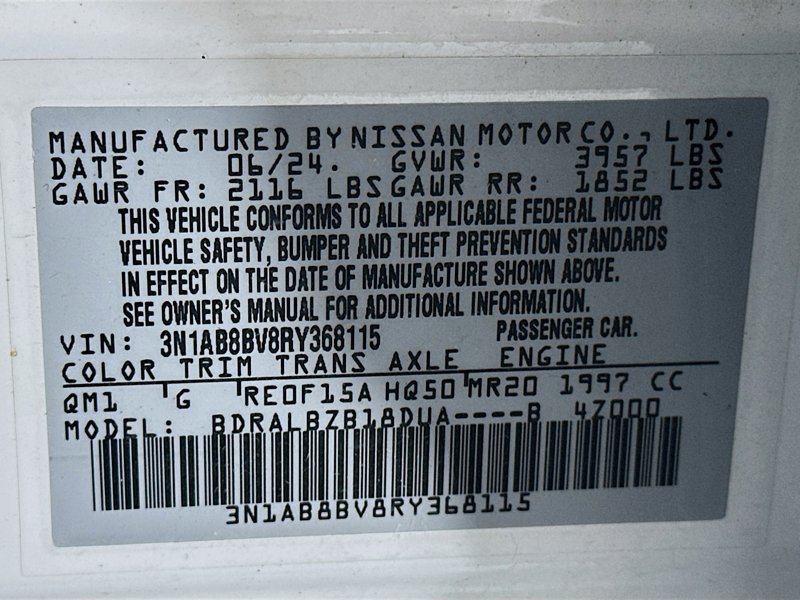 MANUFACTURED BY NISSAN MOTOR CO., LTD.
DATE: 06/24. GVWR: 3957 LBS
GAWR FR: 2116 LBS GAWR RR: 1852 LBS
THIS VEHICLE CONFORMS TO ALL APPLICABLE FEDERAL MOTOR
VEHICLE SAFETY, BUMPER AND THEFT PREVENTION STANDARDS
IN EFFECT ON THE DATE OF MANUFACTURE SHOWN ABOVE.
SEE OWNER'S MANUAL FOR ADDITIONAL INFORMATION.
VIN: 3N1AB8BV8RY368115 PASSENGER CAR.
COLOR TRIM TRANS AXLE ENGINE
QM1 G RE0F15A HQ50 MR20 1997 CC
MODEL: BDRALBZB18DUA----B 4Z000
3N1AB8BV8RY368115